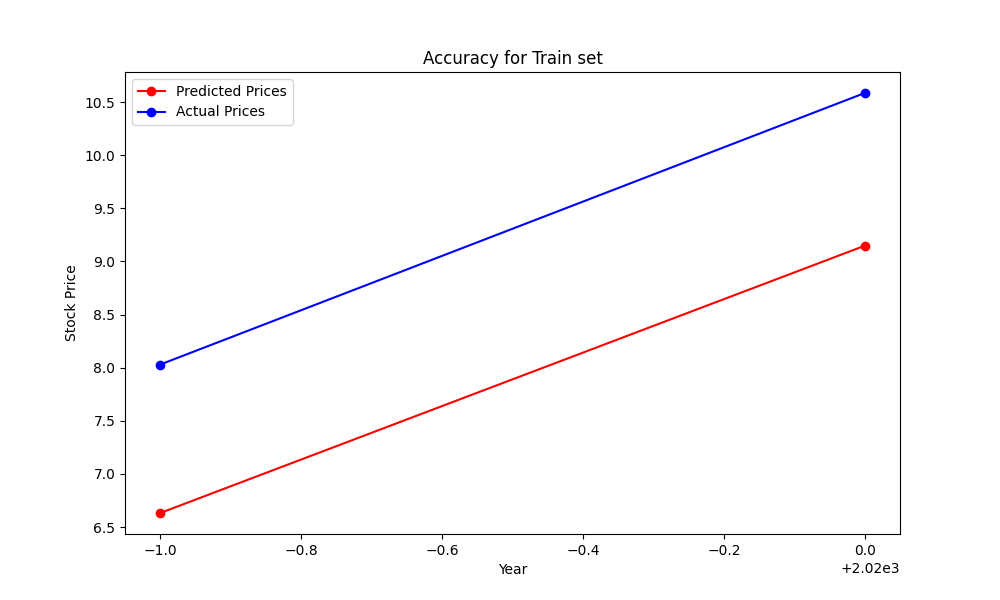 Accuracy for Train set
Predicted Prices
Actual Prices
Stock Price
10.5
10.0
9.5
9.0
8.5
8.0
7.5
7.0
6.5
−1.0
−0.8
−0.6
−0.4
−0.2
0.0
+2.02e3
Year